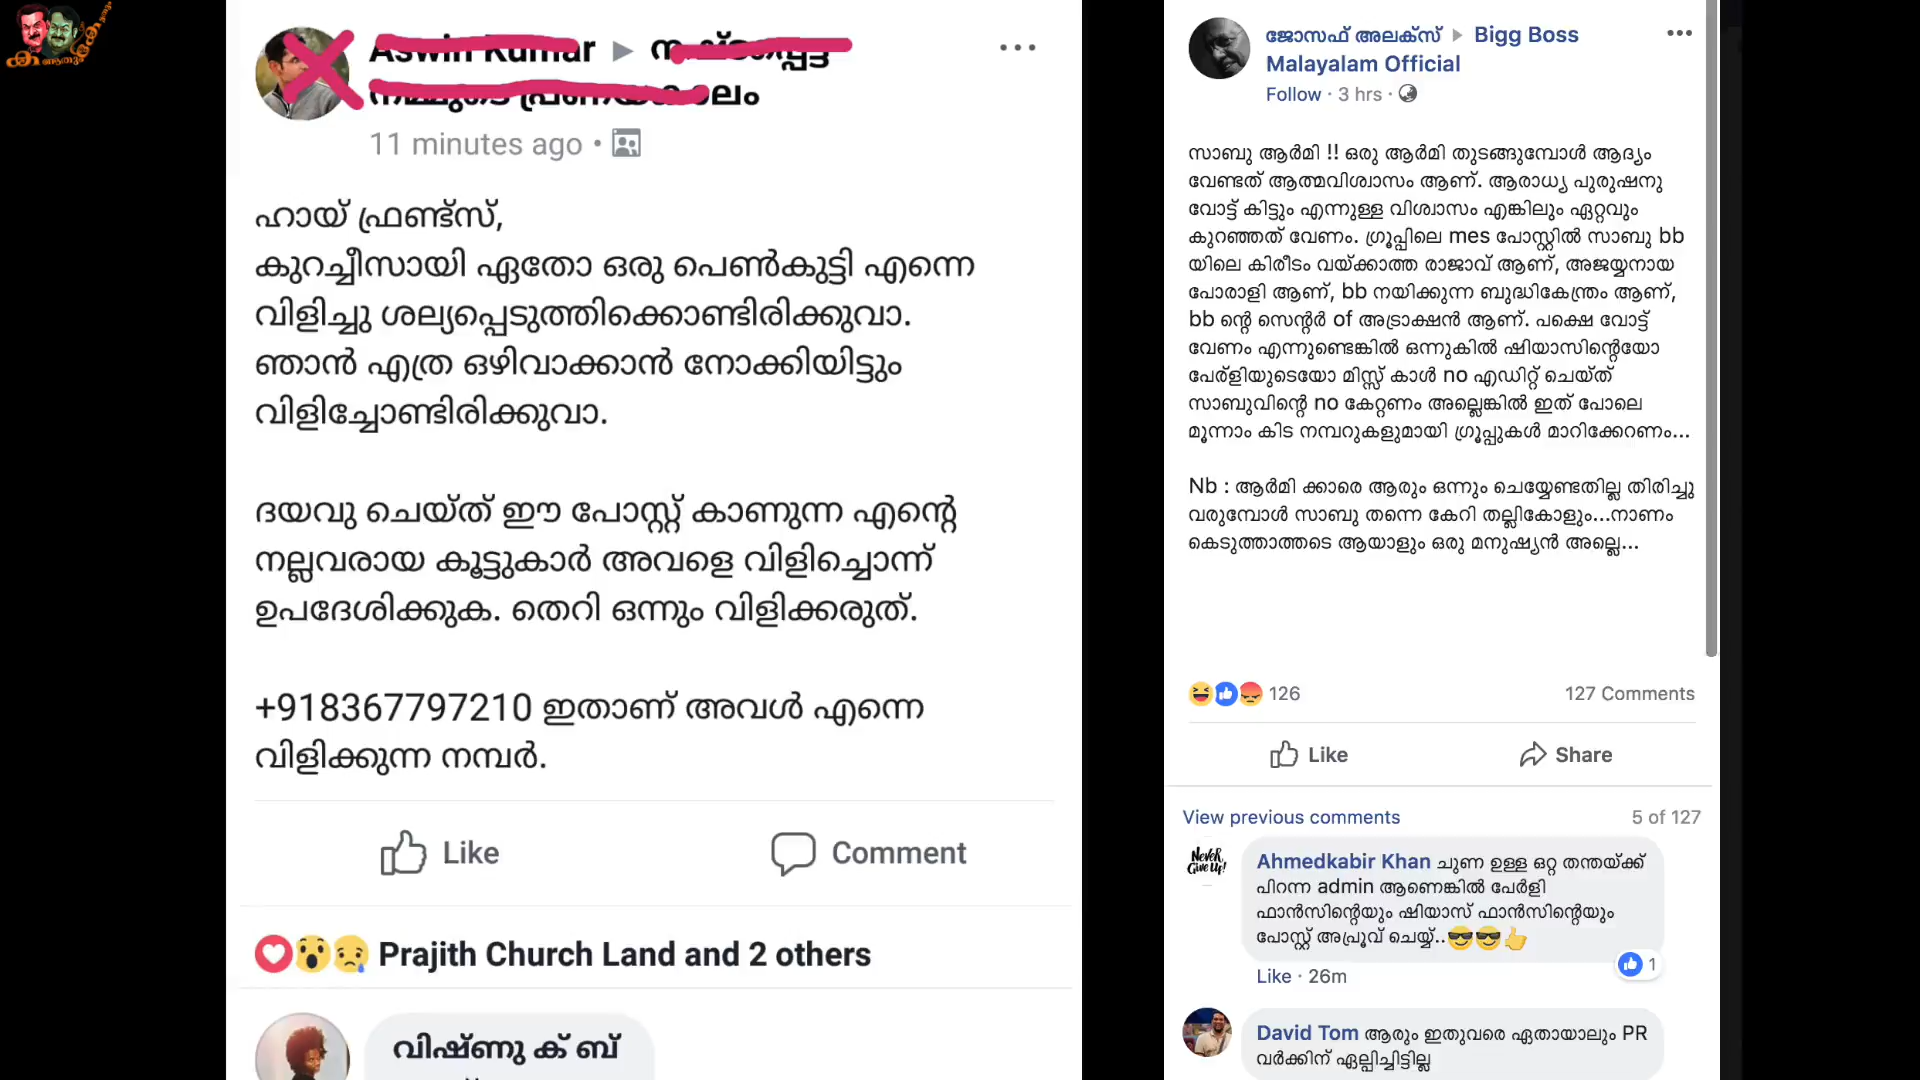 Aswin Kumar ▸
11 minutes ago ·
ഹായ് ഫ്രണ്ട്സ്,
കുറച്ചീസായി ഏതോ ഒരു പെൺകുട്ടി എന്നെ
വിളിച്ചു ശല്യപ്പെടുത്തിക്കൊണ്ടിരിക്കുവാ.
ഞാൻ എത്ര ഒഴിവാക്കാൻ നോക്കിയിട്ടും
വിളിച്ചോണ്ടിരിക്കുവാ.
ദയവു ചെയ്ത് ഈ പോസ്റ്റ് കാണുന്ന എന്റെ
നല്ലവരായ കൂട്ടുകാർ അവളെ വിളിച്ചൊന്ന്
ഉപദേശിക്കുക. തെറി ഒന്നും വിളിക്കരുത്.
+918367797210 ഇതാണ് അവൾ എന്നെ
വിളിക്കുന്ന നമ്പർ.
Like Comment
Prajith Church Land and 2 others
വിഷ്ണു ക് ബ്
ജോസഫ് അലക്സ് ▸ Bigg Boss
Malayalam Official
Follow · 3 hrs ·
സാബു ആർമി !! ഒരു ആർമി തുടങ്ങുമ്പോൾ ആദ്യം
വേണ്ടത് ആത്മവിശ്വാസം ആണ്. ആരാധ്യ പുരുഷനു
വോട്ട് കിട്ടും എന്നുള്ള വിശ്വാസം എങ്കിലും ഏറ്റവും
കുറഞ്ഞത് വേണം. ഗ്രൂപ്പിലെ mes പോസ്റ്റിൽ സാബു bb
യിലെ കിരീടം വയ്ക്കാത്ത രാജാവ് ആണ്, അജയ്യനായ
പോരാളി ആണ്, bb നയിക്കുന്ന ബുദ്ധികേന്ത്രം ആണ്,
bb ന്റെ സെന്റർ of അട്രാക്ഷൻ ആണ്. പക്ഷെ വോട്ട്
വേണം എന്നുണ്ടെങ്കിൽ ഒന്നുകിൽ ഷിയാസിന്റെയോ
പേര്ളിയുടെയോ മിസ്സ് കാൾ no എഡിറ്റ് ചെയ്ത്
സാബുവിന്റെ no കേറ്റണം അല്ലെങ്കിൽ ഇത് പോലെ
മൂന്നാം കിട നമ്പറുകളുമായി ഗ്രൂപ്പുകൾ മാറിക്കേറണം...
Nb : ആർമി ക്കാരെ ആരും ഒന്നും ചെയ്യേണ്ടതില്ല തിരിച്ചു
വരുമ്പോൾ സാബു തന്നെ കേറി തല്ലികോളും...നാണം
കെടുത്താത്തടെ ആയാളും ഒരു മനുഷ്യൻ അല്ലെ...
126 127 Comments
Like Share
View previous comments 5 of 127
NeveR Give Up!
Ahmedkabir Khan ചുണ ഉള്ള ഒറ്റ തന്തയ്ക്ക്
പിറന്ന admin ആണെങ്കിൽ പേർളി
ഫാൻസിന്റെയും ഷിയാസ് ഫാൻസിന്റെയും
പോസ്റ്റ് അപ്രൂവ് ചെയ്യ്..😎😎👍
1
Like · 26m
David Tom ആരും ഇതുവരെ ഏതായാലും PR
വർക്കിന് ഏല്പിച്ചിട്ടില്ല